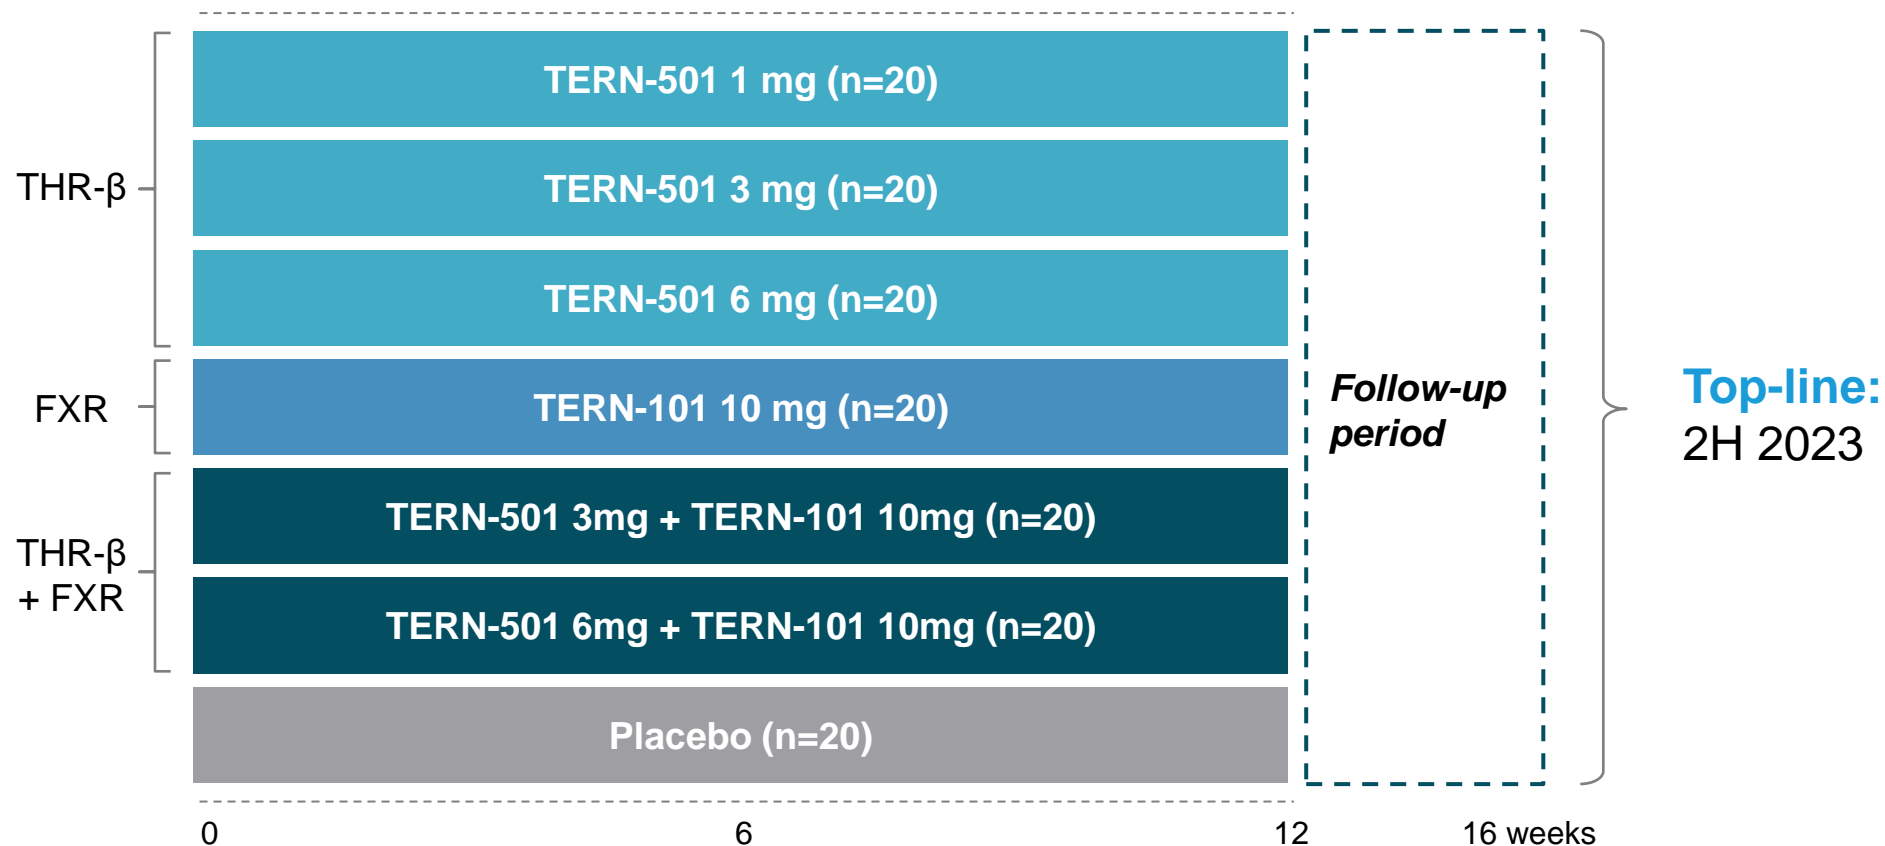 THR-β
TERN-501 1 mg (n=20)
TERN-501 3 mg (n=20)
TERN-501 6 mg (n=20)
FXR
TERN-101 10 mg (n=20)
THR-β
+ FXR
TERN-501 3mg + TERN-101 10mg (n=20)
TERN-501 6mg + TERN-101 10mg (n=20)
Placebo (n=20)
Follow-up
period
Top-line:
2H 2023
0 6 12 16 weeks